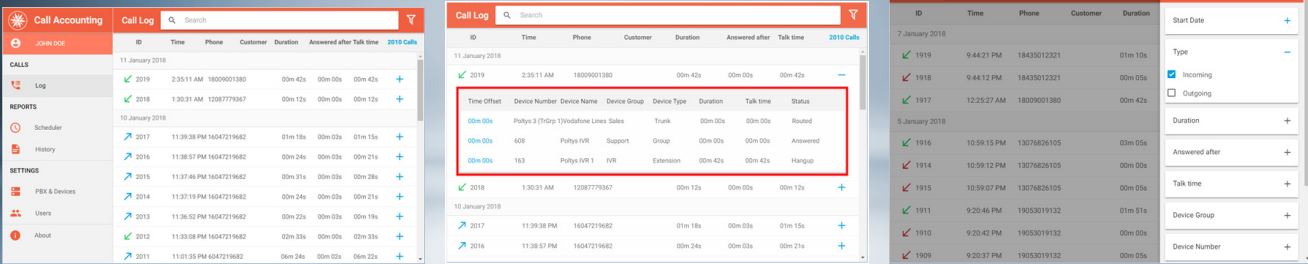 Call Accounting
JOHN DOE
CALLS
Log
REPORTS
Scheduler
History
SETTINGS
PBX & Devices
Users
About
Call Log Search
ID Time Phone Customer Duration Answered after Talk time 2010 Calls
11 January 2018
2019 2:35:11 AM 18009001380 00m 42s 00m 00s 00m 42s +
2018 1:30:31 AM 12087779367 00m 12s 00m 00s 00m 12s +
10 January 2018
2017 11:39:38 PM 16047219682 01m 18s 00m 03s 01m 15s +
2016 11:38:57 PM 16047219682 00m 24s 00m 03s 00m 21s +
2015 11:37:46 PM 16047219682 00m 31s 00m 03s 00m 28s +
2014 11:37:19 PM 16047219682 00m 24s 00m 03s 00m 21s +
2013 11:36:52 PM 16047219682 00m 22s 00m 03s 00m 19s +
2012 11:33:08 PM 16047219682 02m 33s 00m 00s 02m 33s +
2011 11:01:35 PM 6047219682 06m 24s 00m 02s 06m 22s +
Call Log Search
ID Time Phone Customer Duration Answered after Talk time 2010 Calls
11 January 2018
2019 2:35:11 AM 18009001380 00m 42s 00m 00s 00m 42s −
Time Offset Device Number Device Name Device Group Device Type Duration Talk time Status
00m 00s Poltys 3 (TrGrp 1) Vodafone Lines Sales Trunk 00m 00s 00m 00s Routed
00m 00s 608 Poltys IVR Support Group 00m 00s 00m 00s Answered
00m 00s 163 Poltys IVR 1 IVR Extension 00m 42s 00m 42s Hangup
2018 1:30:31 AM 12087779367 00m 12s 00m 00s 00m 12s +
10 January 2018
2017 11:39:38 PM 16047219682 01m 18s 00m 03s 01m 15s +
2016 11:38:57 PM 16047219682 00m 24s 00m 03s 00m 21s +
ID Time Phone Customer Duration
7 January 2018
1919 9:44:21 PM 18435012321 01m 10s
1918 9:44:12 PM 18435012321 00m 05s
1917 12:25:27 AM 18009001380 00m 42s
5 January 2018
1916 10:59:15 PM 13076826105 03m 05s
1914 10:59:12 PM 13076826105 00m 00s
1915 10:59:07 PM 13076826105 00m 05s
1911 9:20:46 PM 19053019132 01m 51s
1910 9:20:42 PM 19053019132 00m 00s
1909 9:20:37 PM 19053019132 00m 05s
Start Date +
Type −
Incoming
Outgoing
Duration +
Answered after +
Talk time +
Device Group +
Device Number +